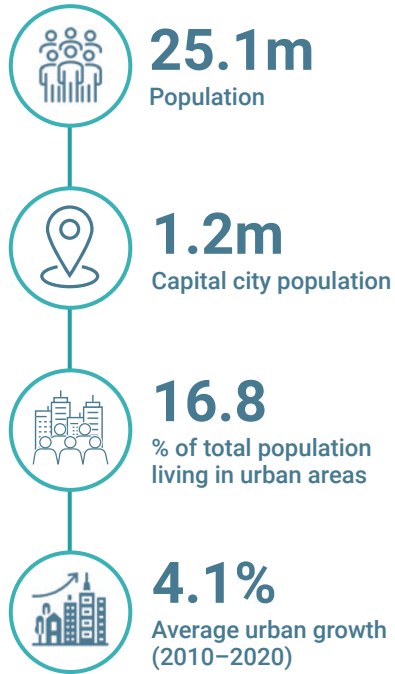 25.1m
Population
1.2m
Capital city population
16.8
% of total population
living in urban areas
4.1%
Average urban growth
(2010–2020)